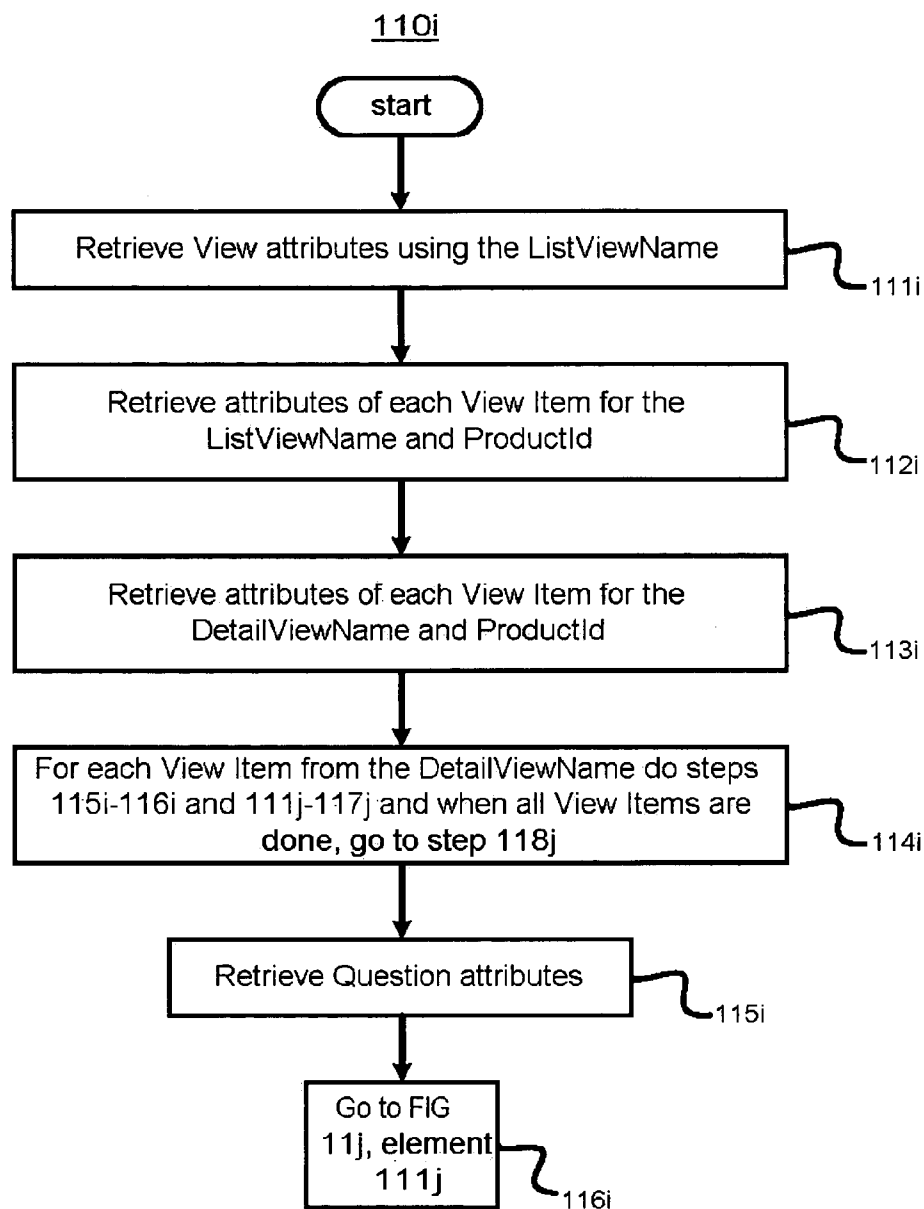 110i
start
Retrieve View attributes using the ListViewName
111i
Retrieve attributes of each View Item for the
ListViewName and ProductId
112i
Retrieve attributes of each View Item for the
DetailViewName and ProductId
113i
For each View Item from the DetailViewName do steps
115i-116i and 111j-117j and when all View Items are
done, go to step 118j
114i
Retrieve Question attributes
115i
Go to FIG
11j, element
111j
116i